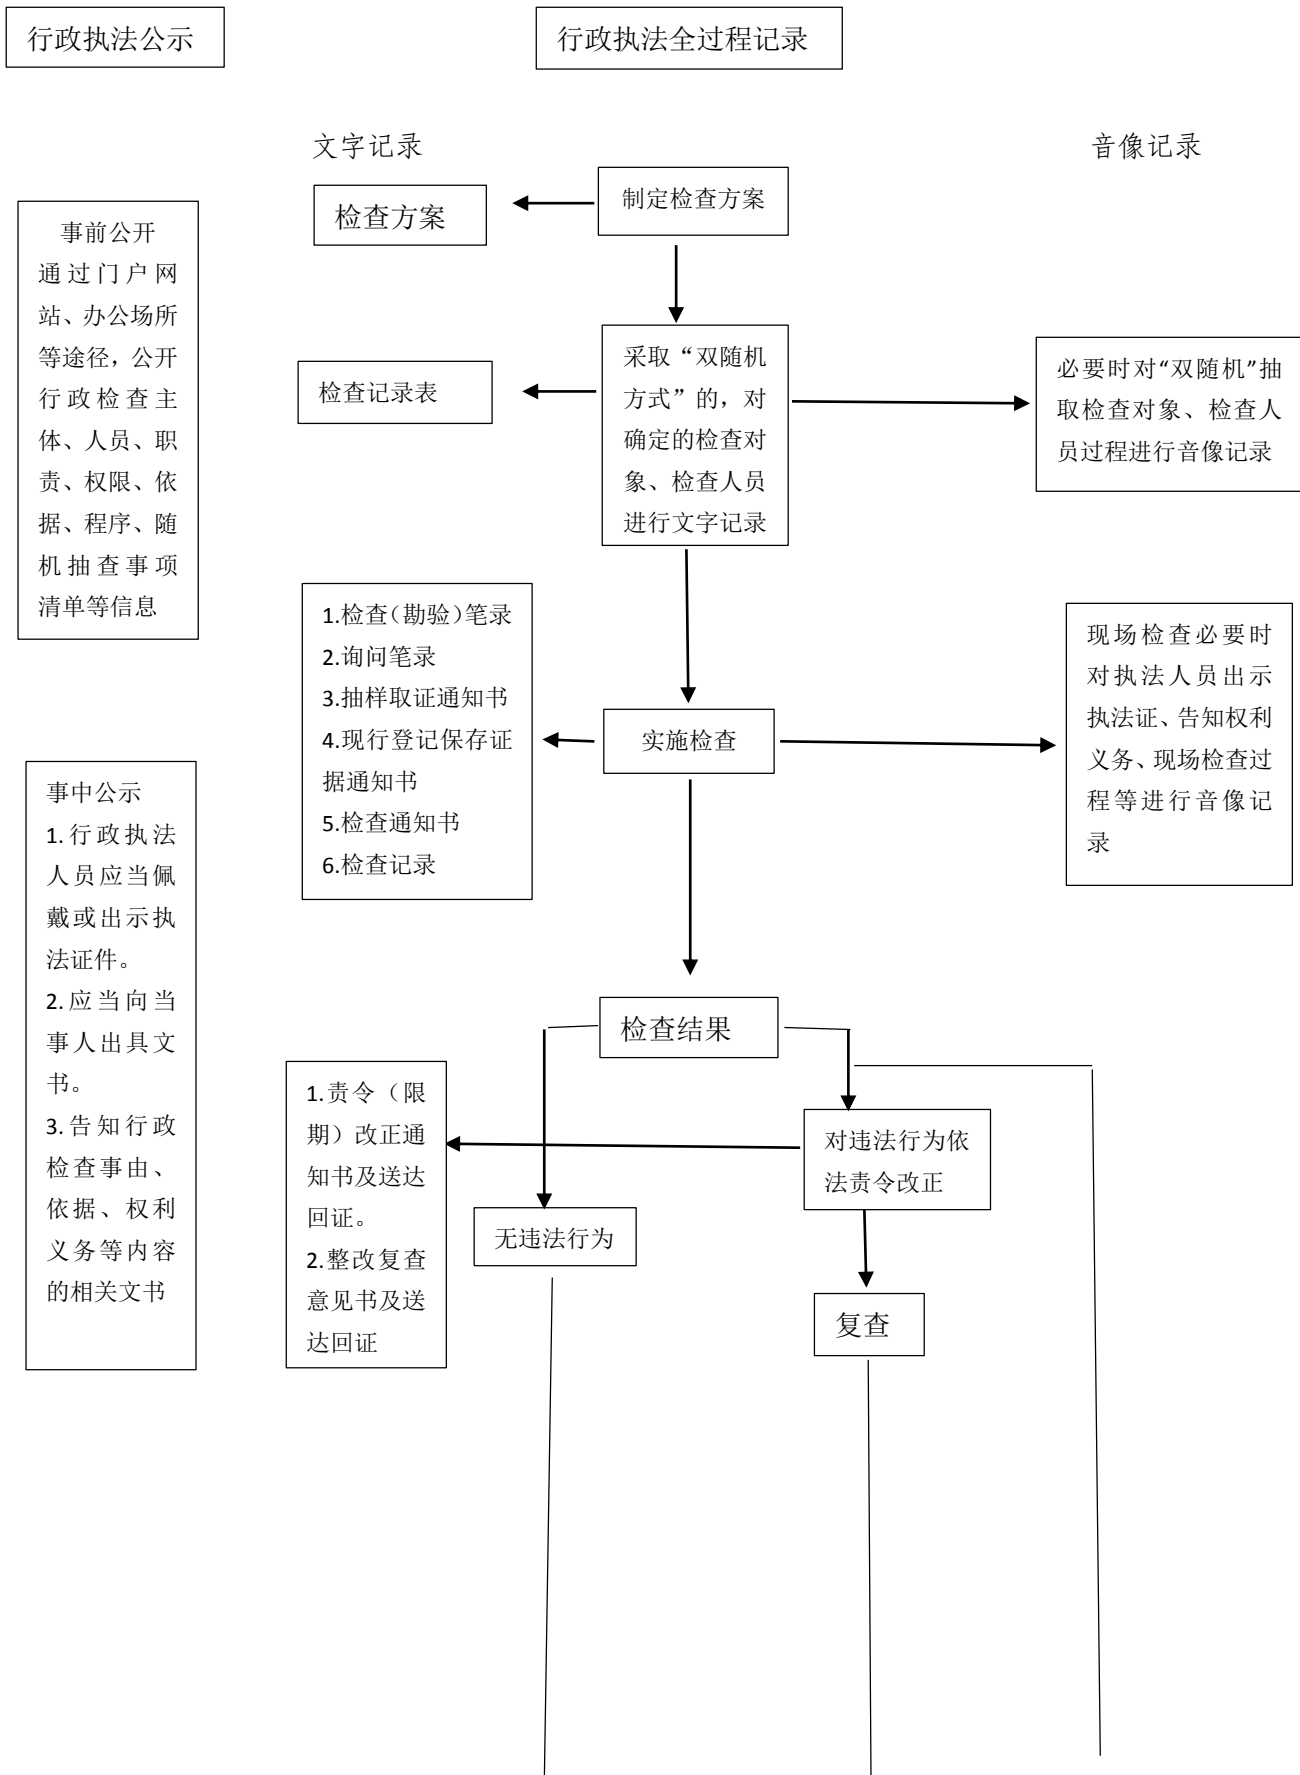 行政执法公示
行政执法全过程记录
文字记录
音像记录
制定检查方案
检查方案
事前公开
通过门户网
站、办公场所
等途径，公开
行政检查主
体、人员、职
责、权限、依
据、程序、随
机抽查事项
清单等信息
采取“双随机
方式”的，对
确定的检查对
象、检查人员
进行文字记录
检查记录表
必要时对“双随机”抽
取检查对象、检查人
员过程进行音像记录
1.检查（勘验）笔录
2.询问笔录
3.抽样取证通知书
4.现行登记保存证
据通知书
5.检查通知书
6.检查记录
实施检查
现场检查必要时
对执法人员出示
执法证、告知权利
义务、现场检查过
程等进行音像记
录
事中公示
1.行政执法
人员应当佩
戴或出示执
法证件。
2.应当向当
事人出具文
书。
3.告知行政
检查事由、
依据、权利
义务等内容
的相关文书
检查结果
1.责令（限
期）改正通
知书及送达
回证。
2.整改复查
意见书及送
达回证
对违法行为依
法责令改正
无违法行为
复查